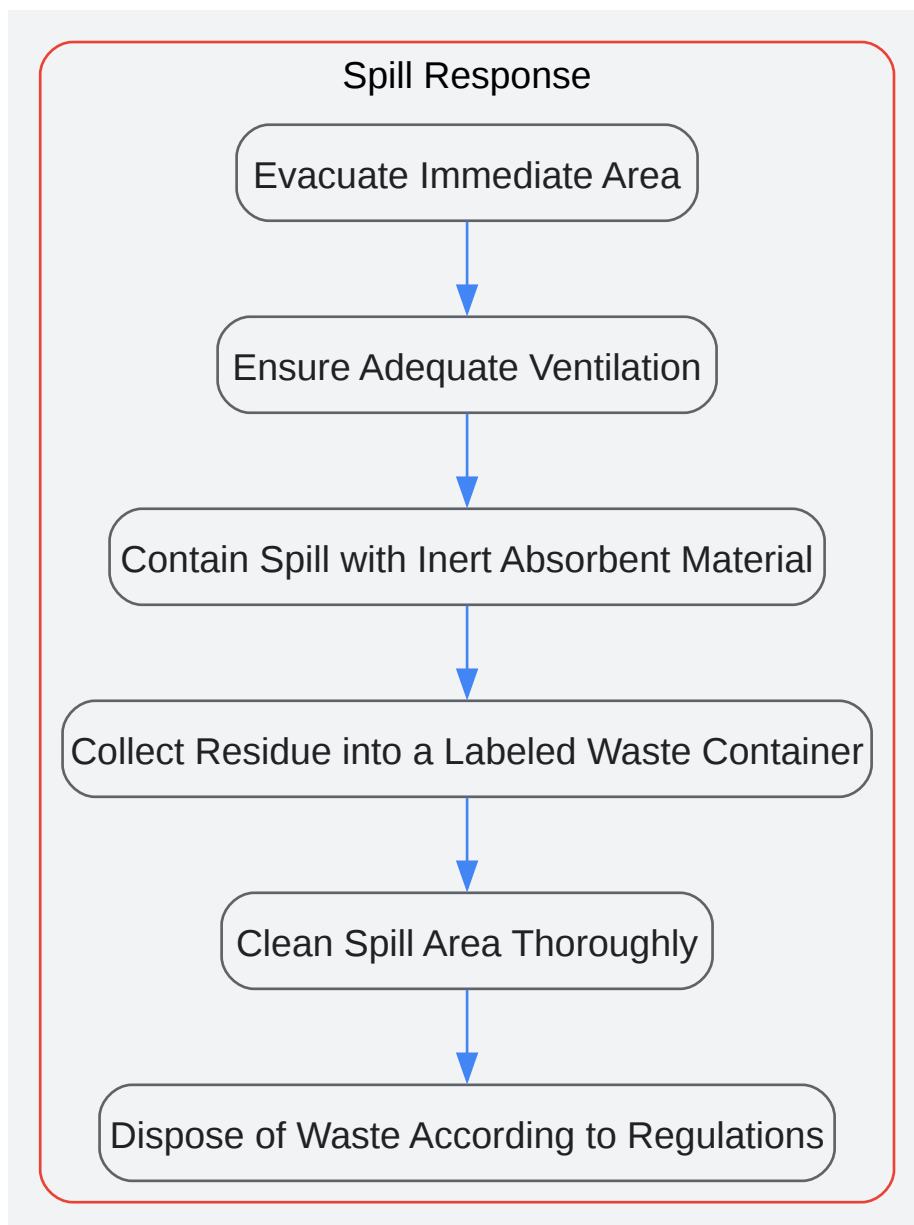 Spill Response
Evacuate Immediate Area
Ensure Adequate Ventilation
Contain Spill with Inert Absorbent Material
Collect Residue into a Labeled Waste Container
Clean Spill Area Thoroughly
Dispose of Waste According to Regulations